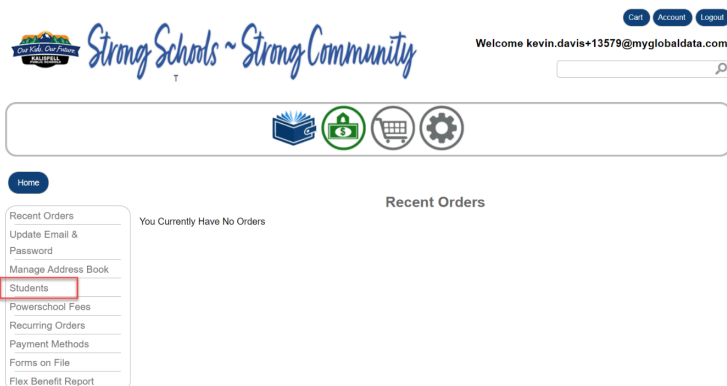 Cart Account Logout
Our Kids. Our Future.
KALISPELL
PUBLIC SCHOOLS
Strong Schools ~ Strong Community
Welcome kevin.davis+13579@myglobaldata.com
$
Home
Recent Orders
Recent Orders
You Currently Have No Orders
Update Email &
Password
Manage Address Book
Students
Powerschool Fees
Recurring Orders
Payment Methods
Forms on File
Flex Benefit Report